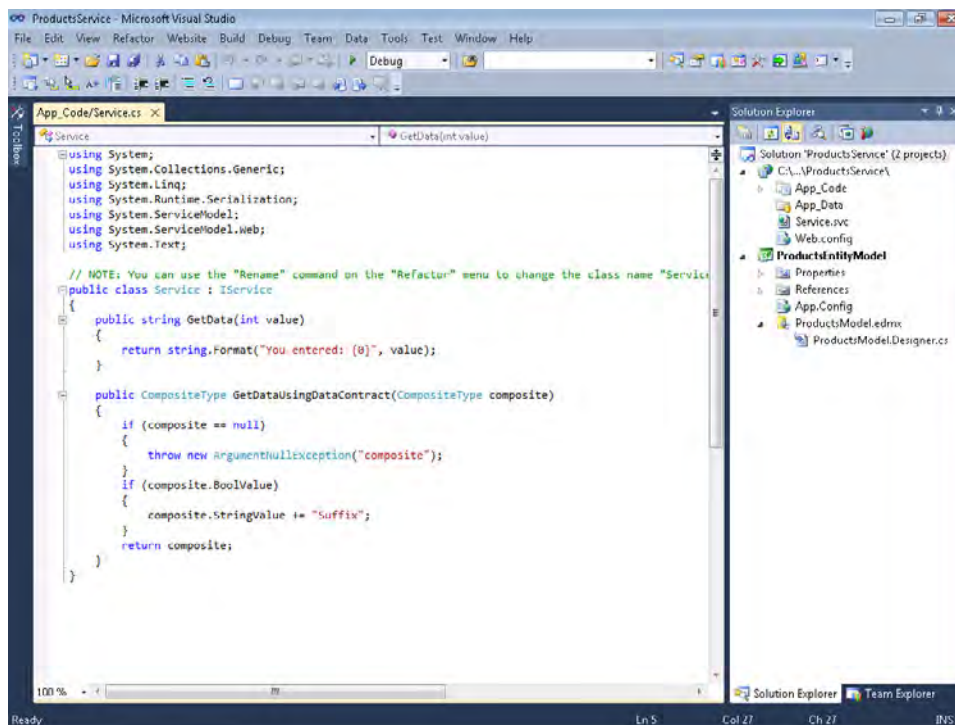 ProductsService - Microsoft Visual Studio
File Edit View Refactor Website Build Debug Team Data Tools Test Window Help
Debug
App_Code/Service.cs
Toolbox
Service
GetData(int value)
using System;
using System.Collections.Generic;
using System.Linq;
using System.Runtime.Serialization;
using System.ServiceModel;
using System.ServiceModel.Web;
using System.Text;
// NOTE: You can use the "Rename" command on the "Refactor" menu to change the class name "Servic
public class Service : IService
{
public string GetData(int value)
{
return string.Format("You entered: {0}", value);
}
public CompositeType GetDataUsingDataContract(CompositeType composite)
{
if (composite == null)
{
throw new ArgumentNullException("composite");
}
if (composite.BoolValue)
{
composite.StringValue += "Suffix";
}
return composite;
}
}
100 %
Solution Explorer
Solution 'ProductsService' (2 projects)
C:\...\ProductsService\
App_Code
App_Data
Service.svc
Web.config
ProductsEntityModel
Properties
References
App.Config
ProductsModel.edmx
ProductsModel.Designer.cs
Solution Explorer Team Explorer
Ready Ln 5 Col 27 Ch 27 INS